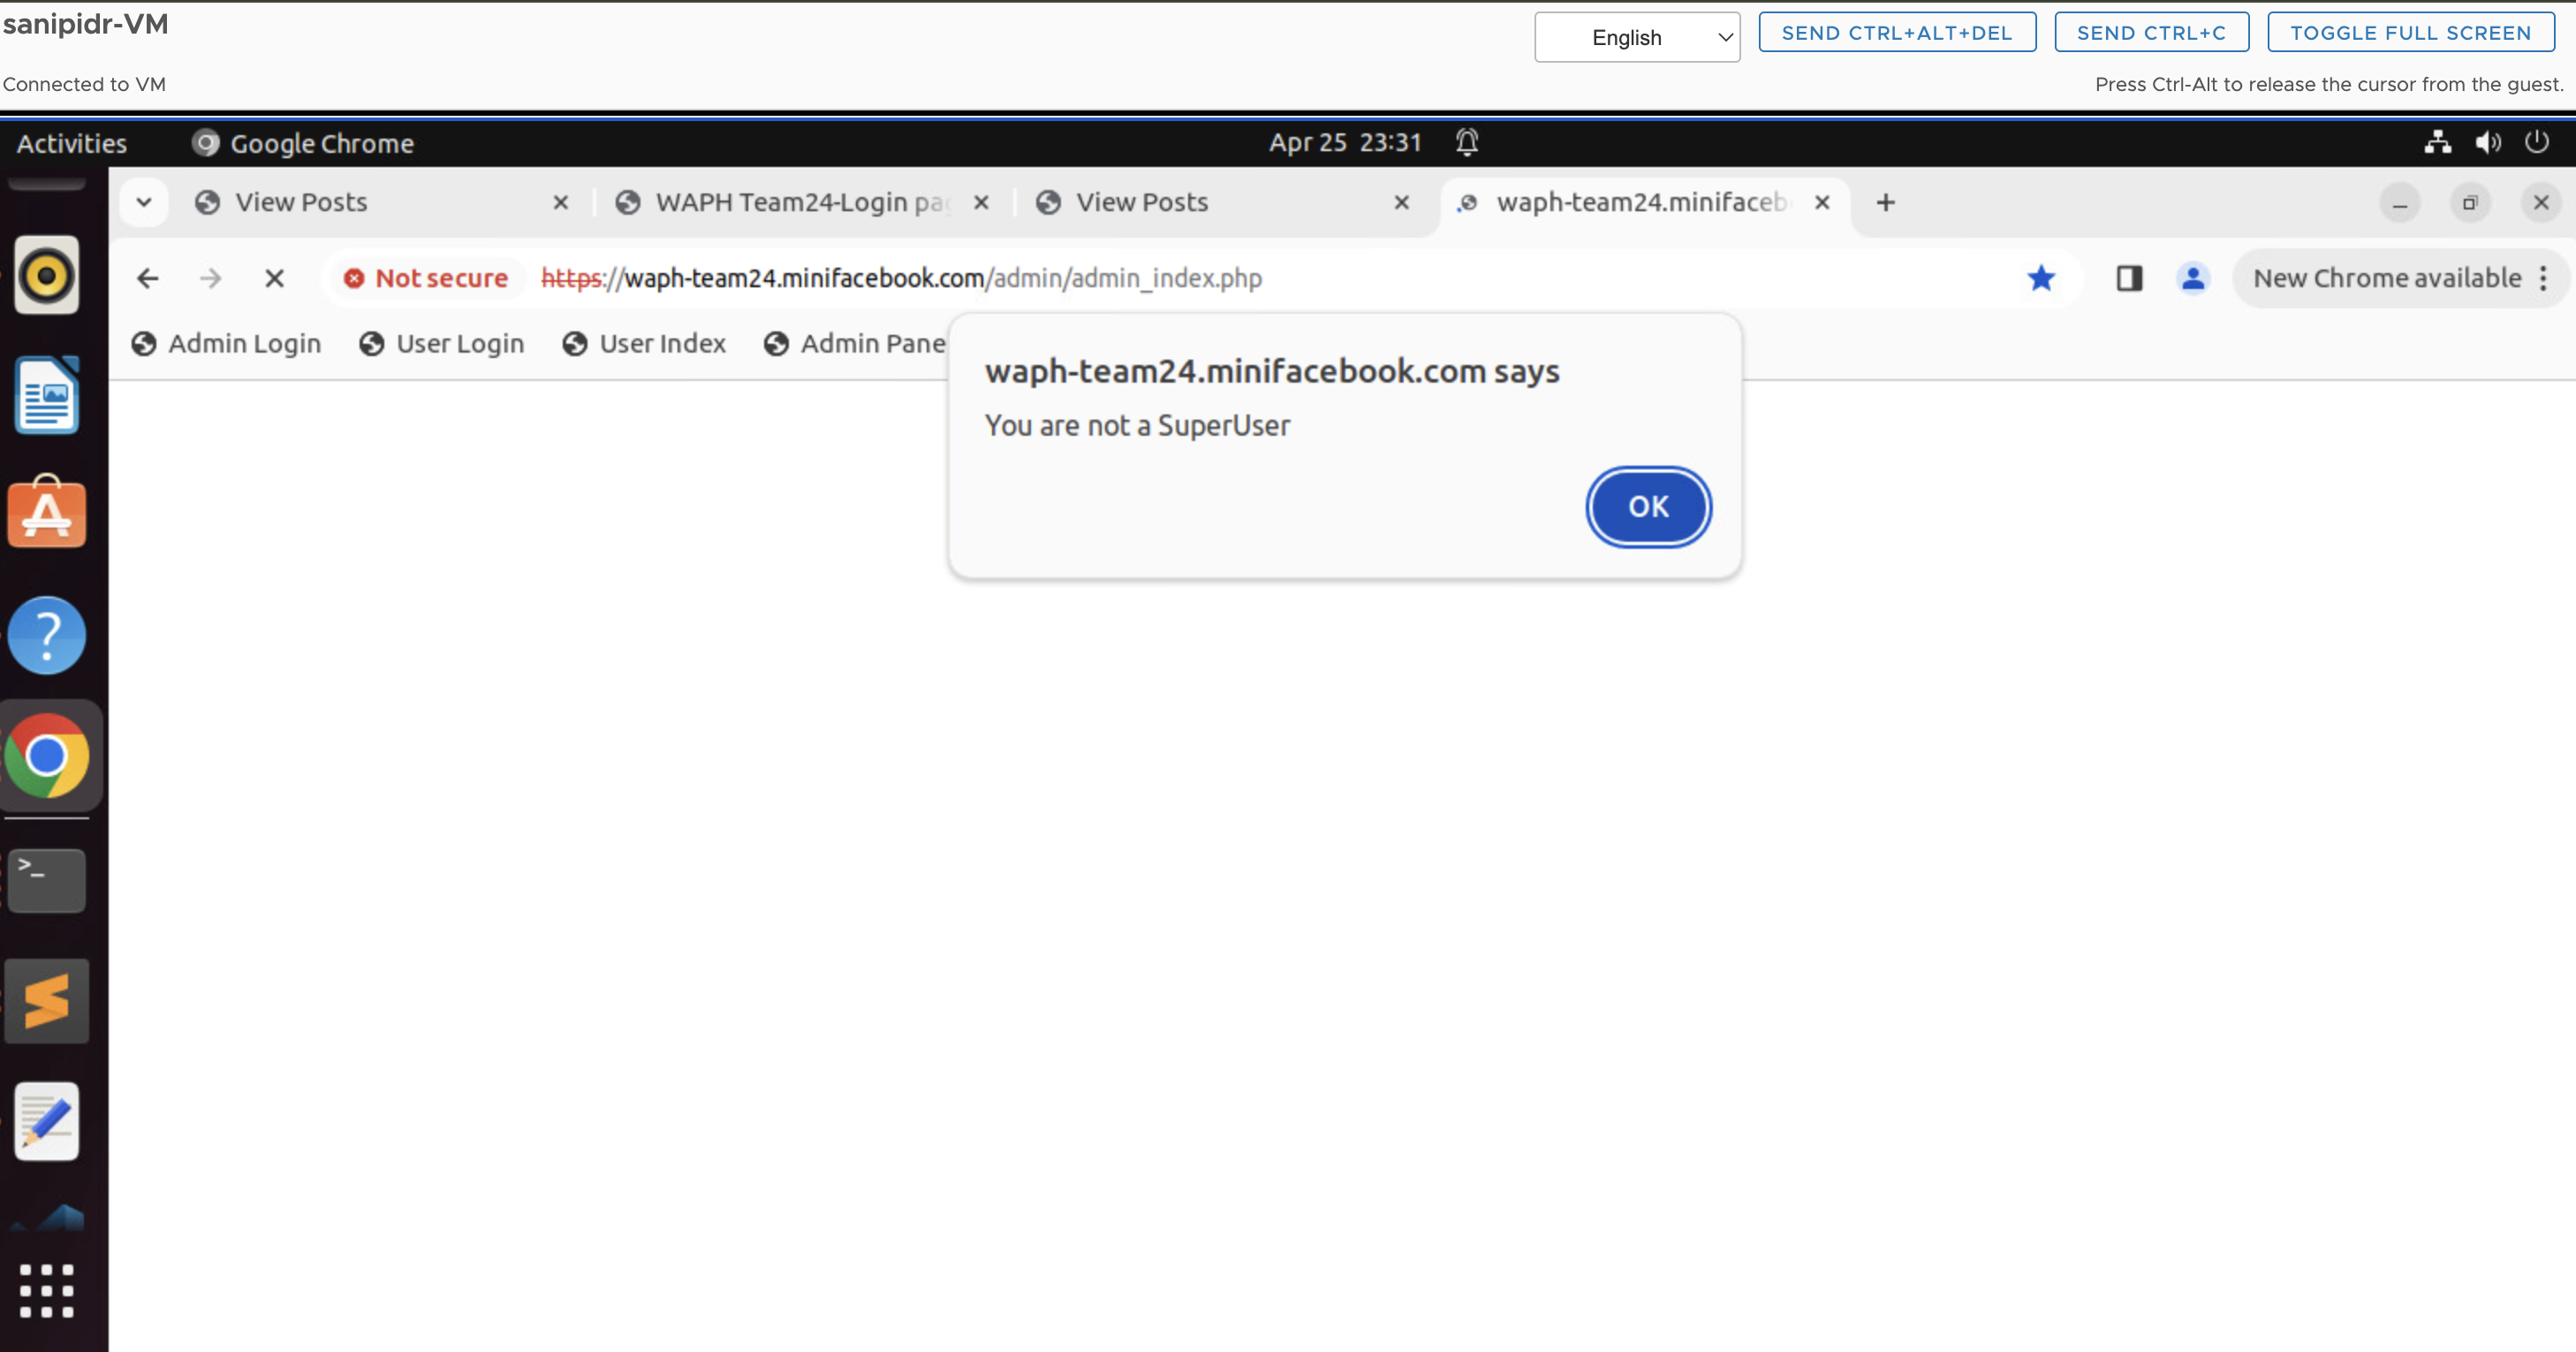 sanipidr-VM
English
SEND CTRL+ALT+DEL
SEND CTRL+C
TOGGLE FULL SCREEN
Connected to VM
Press Ctrl-Alt to release the cursor from the guest.
Activities
Google Chrome
Apr 25 23:31
View Posts
WAPH Team24-Login pa
View Posts
waph-team24.minifaceb
Not secure
https://waph-team24.minifacebook.com/admin/admin_index.php
New Chrome available
Admin Login
User Login
User Index
Admin Pane
waph-team24.minifacebook.com says
You are not a SuperUser
OK